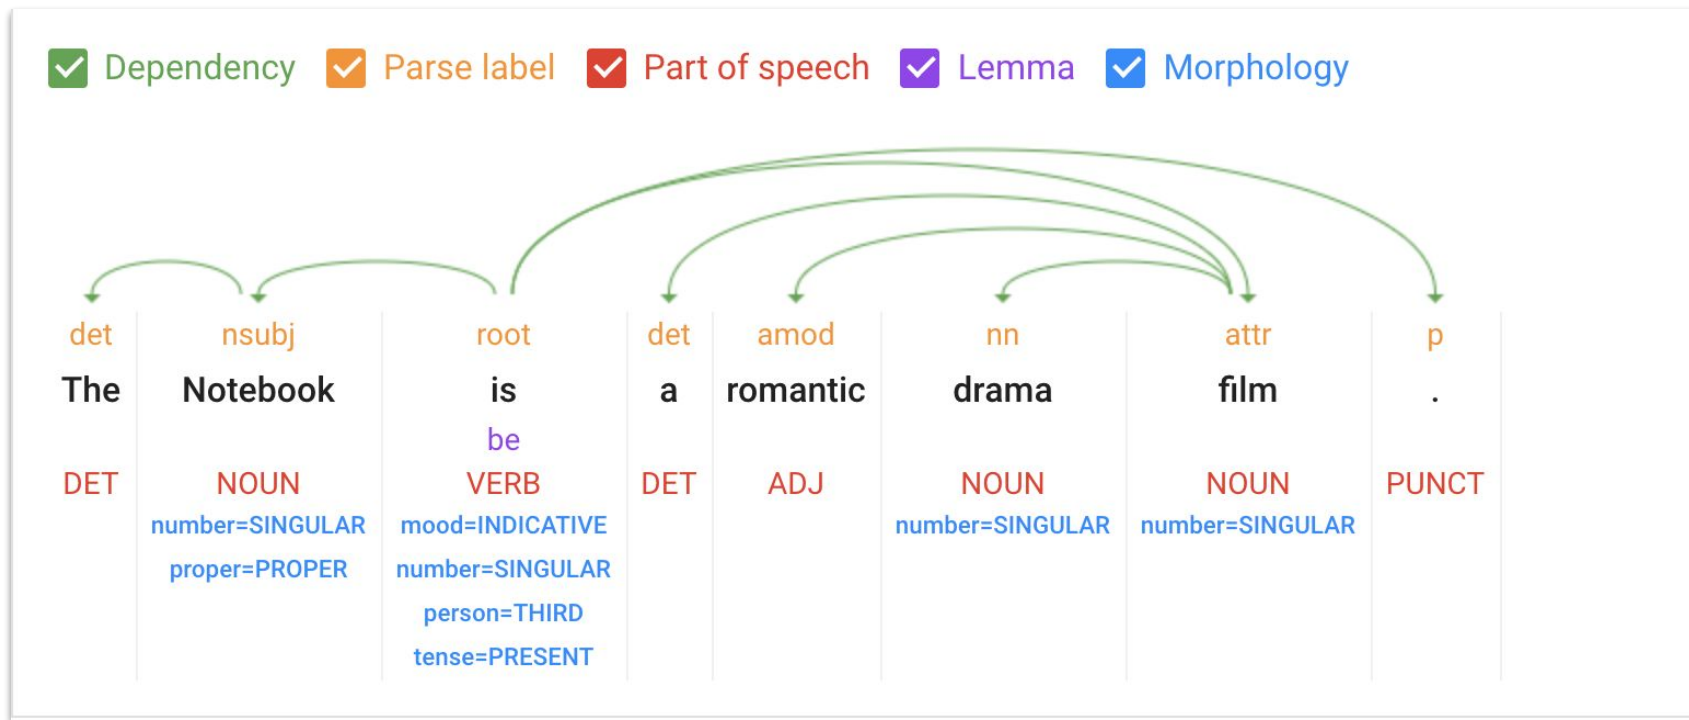 Dependency Parse label Part of speech Lemma Morphology
det nsubj root det amod nn attr p
The Notebook is a romantic drama film .
be
DET NOUN VERB DET ADJ NOUN NOUN PUNCT
number=SINGULAR mood=INDICATIVE number=SINGULAR number=SINGULAR
proper=PROPER number=SINGULAR
person=THIRD
tense=PRESENT